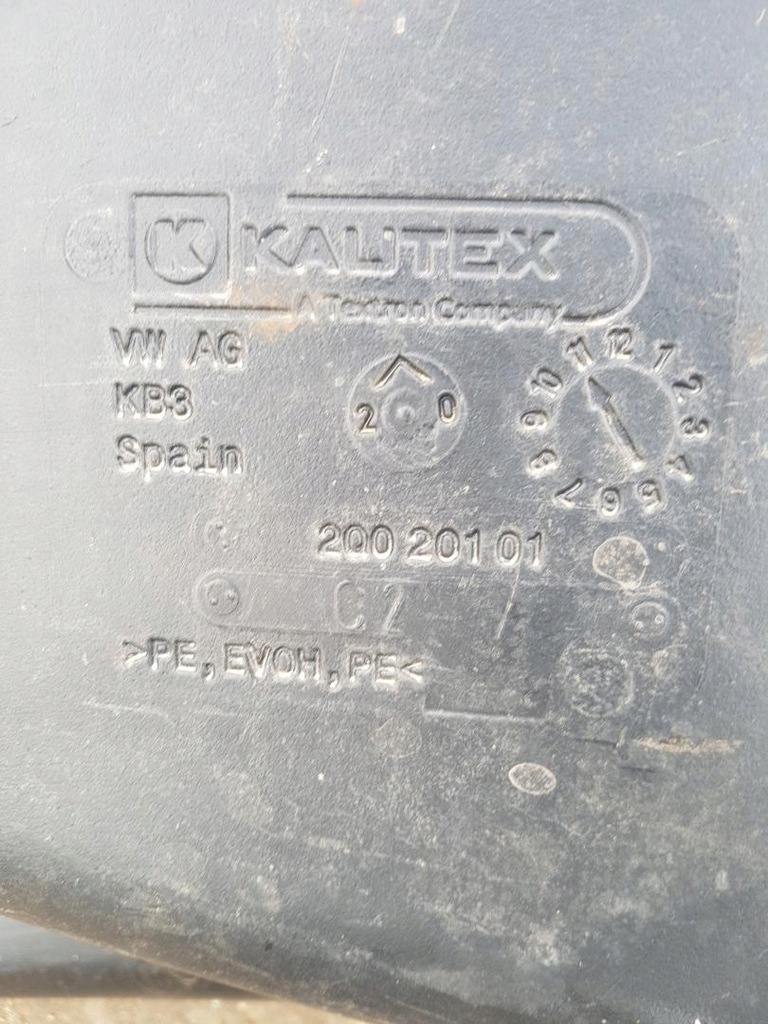 K KAUTEX
A Textron Company
VW AG
KB3
Spain
2 0
12 1 2 3 4 5 6 7 8 9 10 11
2Q0 201 01
C2
>PE,EVOH,PE<